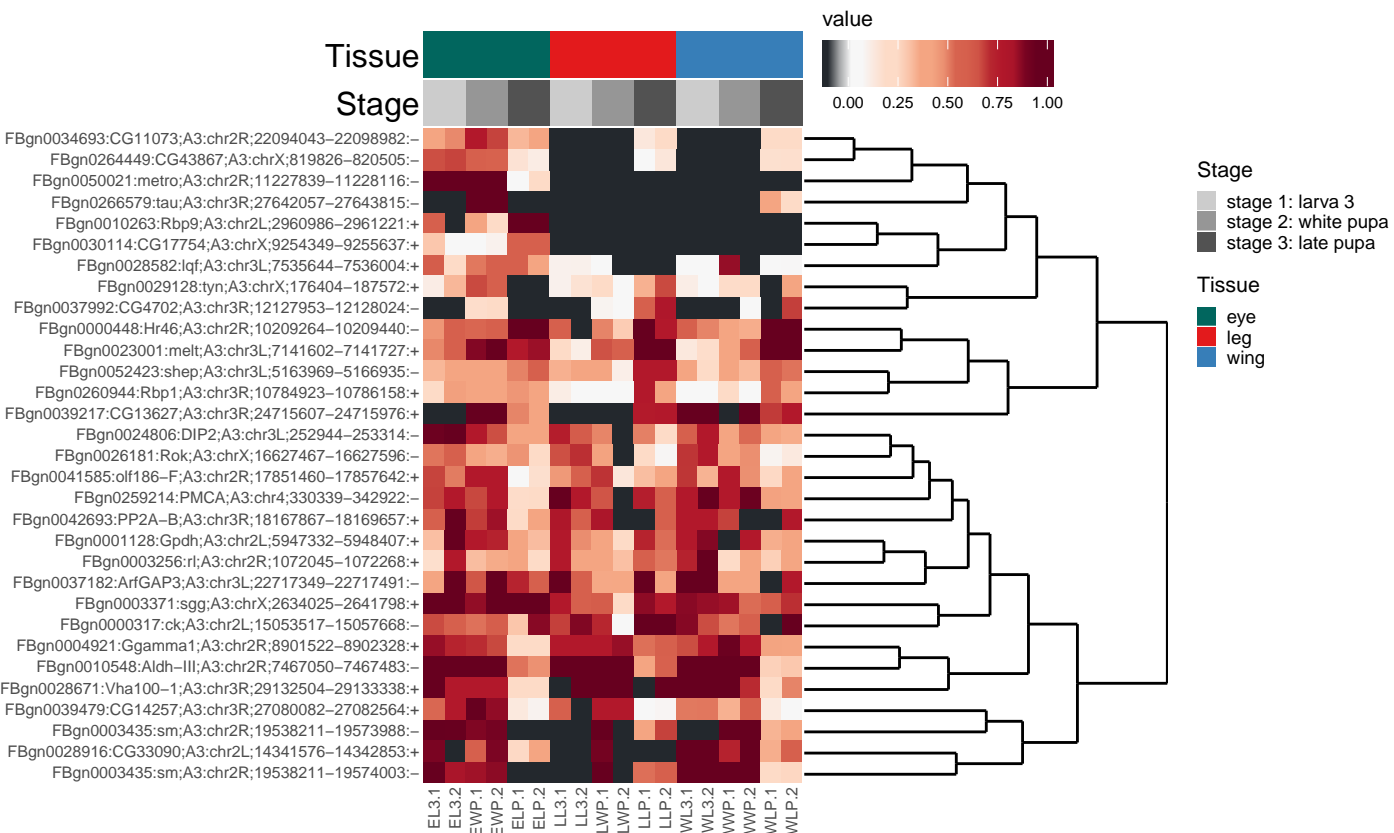 value
0.00 0.25 0.50 0.75 1.00
Tissue
Stage
FBgn0034693:CG11073;A3:chr2R;22094043−22098982:−
FBgn0264449:CG43867;A3:chrX;819826−820505:−
FBgn0050021:metro;A3:chr2R;11227839−11228116:−
FBgn0266579:tau;A3:chr3R;27642057−27643815:−
FBgn0010263:Rbp9;A3:chr2L;2960986−2961221:+
FBgn0030114:CG17754;A3:chrX;9254349−9255637:+
FBgn0028582:lqf;A3:chr3L;7535644−7536004:+
FBgn0029128:tyn;A3:chrX;176404−187572:+
FBgn0037992:CG4702;A3:chr3R;12127953−12128024:−
FBgn0000448:Hr46;A3:chr2R;10209264−10209440:−
FBgn0023001:melt;A3:chr3L;7141602−7141727:+
FBgn0052423:shep;A3:chr3L;5163969−5166935:−
FBgn0260944:Rbp1;A3:chr3R;10784923−10786158:+
FBgn0039217:CG13627;A3:chr3R;24715607−24715976:+
FBgn0024806:DIP2;A3:chr3L;252944−253314:−
FBgn0026181:Rok;A3:chrX;16627467−16627596:−
FBgn0041585:olf186−F;A3:chr2R;17851460−17857642:+
FBgn0259214:PMCA;A3:chr4;330339−342922:−
FBgn0042693:PP2A−B;A3:chr3R;18167867−18169657:+
FBgn0001128:Gpdh;A3:chr2L;5947332−5948407:+
FBgn0003256:rl;A3:chr2R;1072045−1072268:+
FBgn0037182:ArfGAP3;A3:chr3L;22717349−22717491:−
FBgn0003371:sgg;A3:chrX;2634025−2641798:+
FBgn0000317:ck;A3:chr2L;15053517−15057668:−
FBgn0004921:Ggamma1;A3:chr2R;8901522−8902328:+
FBgn0010548:Aldh−III;A3:chr2R;7467050−7467483:−
FBgn0028671:Vha100−1;A3:chr3R;29132504−29133338:+
FBgn0039479:CG14257;A3:chr3R;27080082−27082564:+
FBgn0003435:sm;A3:chr2R;19538211−19573988:−
FBgn0028916:CG33090;A3:chr2L;14341576−14342853:+
FBgn0003435:sm;A3:chr2R;19538211−19574003:−
EL3.1
EL3.2
EWP.1
EWP.2
ELP.1
ELP.2
LL3.1
LL3.2
LWP.1
LWP.2
LLP.1
LLP.2
WL3.1
WL3.2
WWP.1
WWP.2
WLP.1
WLP.2
Stage
stage 1: larva 3
stage 2: white pupa
stage 3: late pupa
Tissue
eye
leg
wing